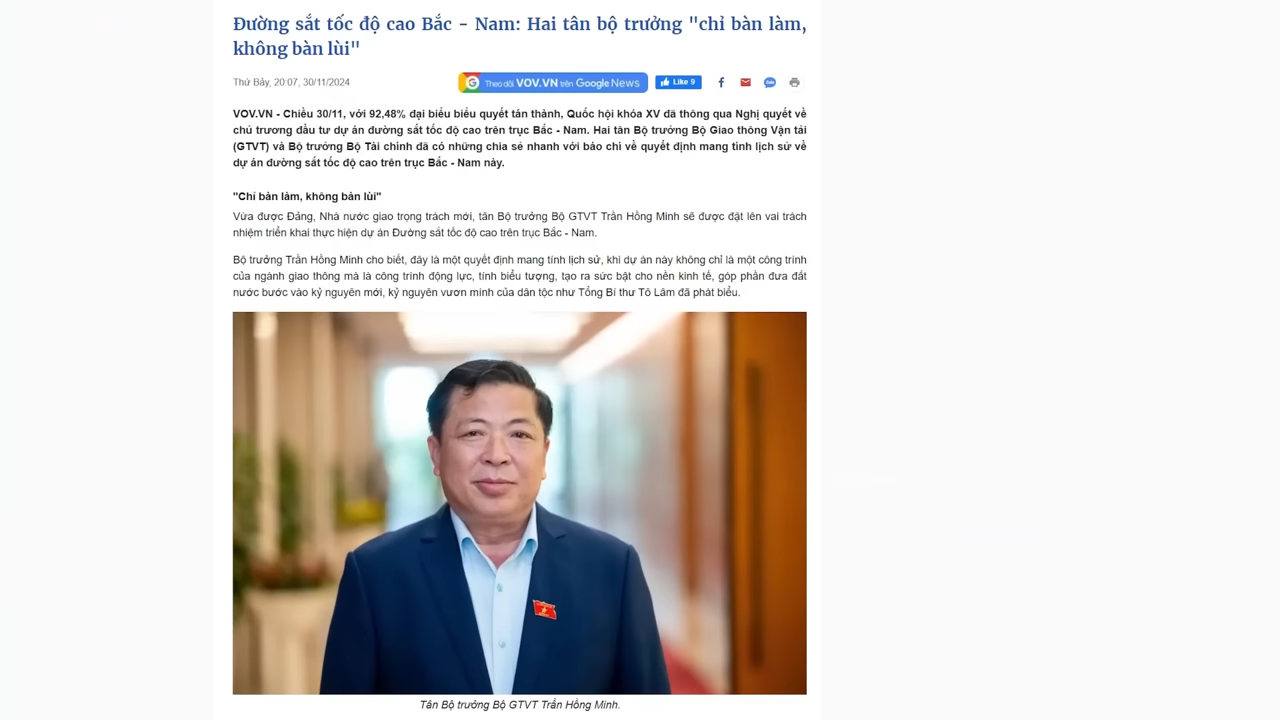 Đường sắt tốc độ cao Bắc - Nam: Hai tân bộ trưởng "chỉ bàn làm,
không bàn lùi"
Thứ Bảy, 20:07, 30/11/2024
Theo dõi VOV.VN trên Google News
Like 9
Zalo
VOV.VN - Chiều 30/11, với 92,48% đại biểu biểu quyết tán thành, Quốc hội khóa XV đã thông qua Nghị quyết về
chủ trương đầu tư dự án đường sắt tốc độ cao trên trục Bắc - Nam. Hai tân Bộ trưởng Bộ Giao thông Vận tải
(GTVT) và Bộ trưởng Bộ Tài chính đã có những chia sẻ nhanh với báo chí về quyết định mang tính lịch sử về
dự án đường sắt tốc độ cao trên trục Bắc - Nam này.
"Chỉ bàn làm, không bàn lùi"
Vừa được Đảng, Nhà nước giao trọng trách mới, tân Bộ trưởng Bộ GTVT Trần Hồng Minh sẽ được đặt lên vai trách
nhiệm triển khai thực hiện dự án Đường sắt tốc độ cao trên trục Bắc - Nam.
Bộ trưởng Trần Hồng Minh cho biết, đây là một quyết định mang tính lịch sử, khi dự án này không chỉ là một công trình
của ngành giao thông mà là công trình động lực, tính biểu tượng, tạo ra sức bật cho nền kinh tế, góp phần đưa đất
nước bước vào kỷ nguyên mới, kỷ nguyên vươn mình của dân tộc như Tổng Bí thư Tô Lâm đã phát biểu.
Tân Bộ trưởng Bộ GTVT Trần Hồng Minh.